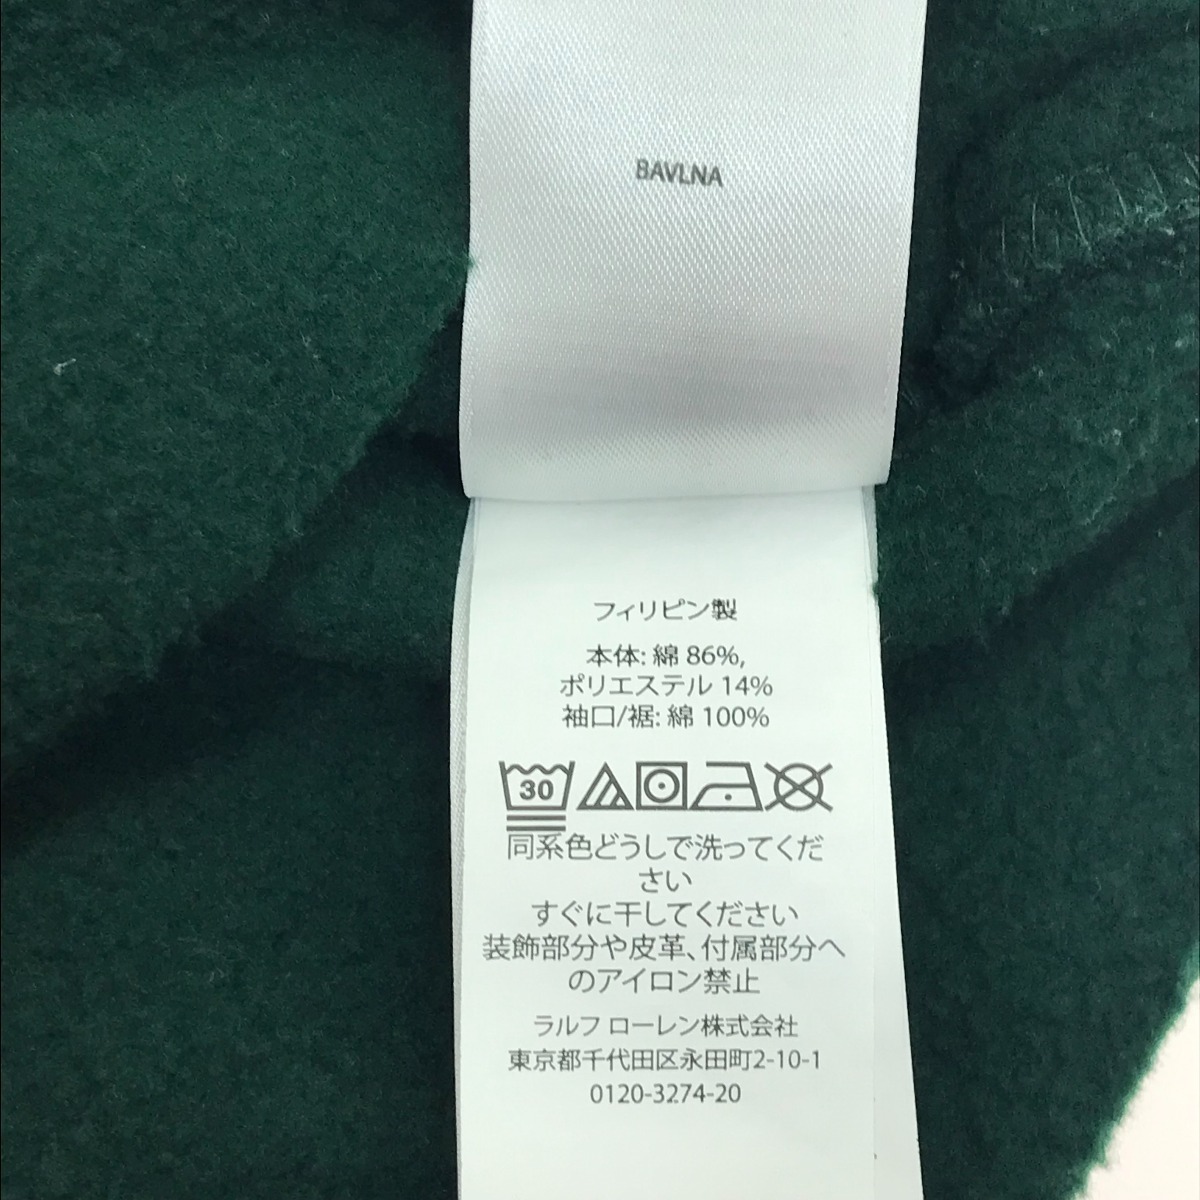 BAVLNA
フィリピン製
本体: 綿 86%,
ポリエステル 14%
袖口/裾: 綿 100%
30
同系色どうしで洗ってくだ
さい
すぐに干してください
装飾部分や皮革、付属部分へ
のアイロン禁止
ラルフ ローレン株式会社
東京都千代田区永田町2-10-1
0120-3274-20